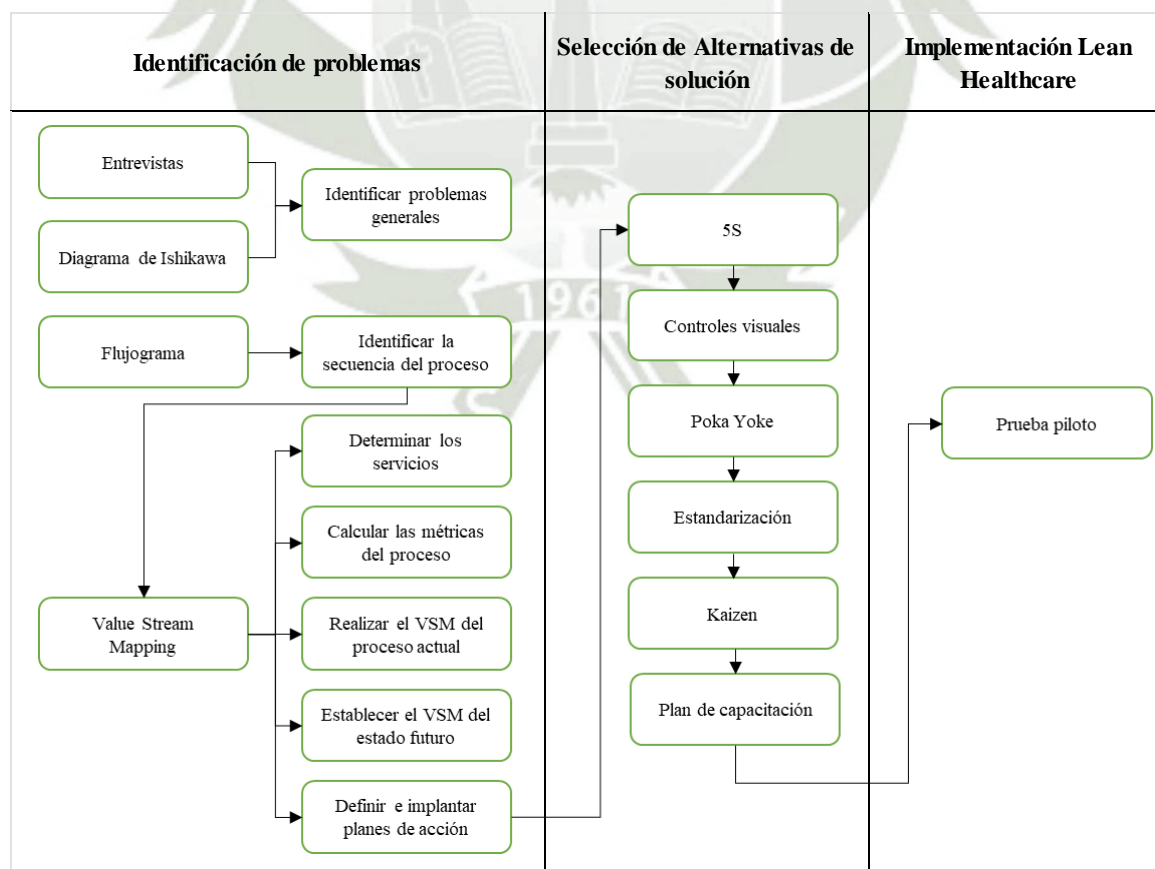 Identificación de problemas
Selección de Alternativas de
solución
Implementación Lean
Healthcare
Entrevistas
Diagrama de Ishikawa
Identificar problemas
generales
Flujograma
Identificar la
secuencia del proceso
Value Stream
Mapping
Determinar los
servicios
Calcular las métricas
del proceso
Realizar el VSM del
proceso actual
Establecer el VSM del
estado futuro
Definir e implantar
planes de acción
5S
Controles visuales
Poka Yoke
Estandarización
Kaizen
Plan de capacitación
Prueba piloto
1961